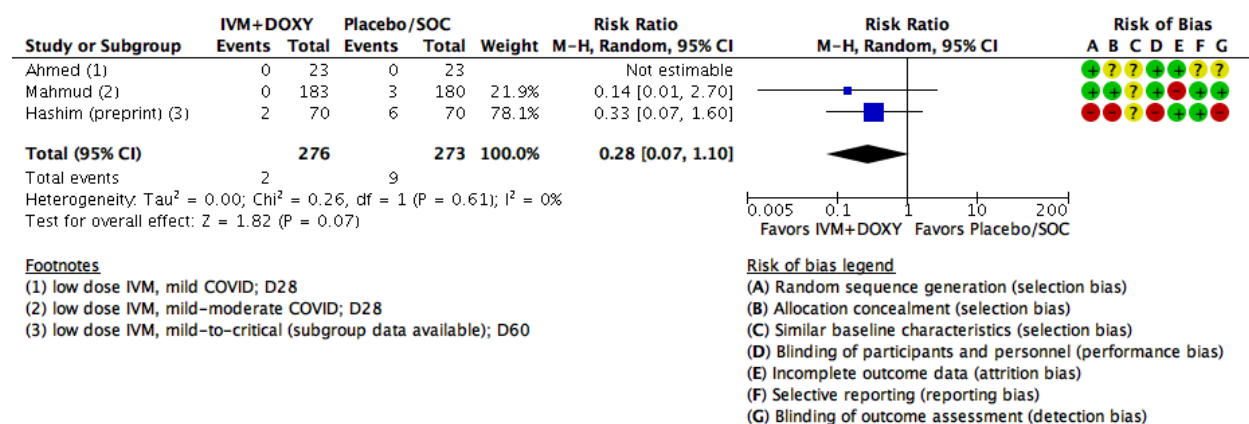 IVM+DOXY Placebo/SOC Risk Ratio Risk Ratio Risk of Bias
Study or Subgroup Events Total Events Total Weight M-H, Random, 95% CI M-H, Random, 95% CI A B C D E F G
Ahmed (1) 0 23 0 23 Not estimable + ? ? + + ? ?
Mahmud (2) 0 183 3 180 21.9% 0.14 [0.01, 2.70] + + ? + − + +
Hashim (preprint) (3) 2 70 6 70 78.1% 0.33 [0.07, 1.60] − − ? − + + −
Total (95% CI) 276 273 100.0% 0.28 [0.07, 1.10]
Total events 2 9
Heterogeneity: Tau² = 0.00; Chi² = 0.26, df = 1 (P = 0.61); I² = 0%
Test for overall effect: Z = 1.82 (P = 0.07)
0.005 0.1 1 10 200
Favors IVM+DOXY Favors Placebo/SOC
Footnotes
(1) low dose IVM, mild COVID; D28
(2) low dose IVM, mild-moderate COVID; D28
(3) low dose IVM, mild-to-critical (subgroup data available); D60
Risk of bias legend
(A) Random sequence generation (selection bias)
(B) Allocation concealment (selection bias)
(C) Similar baseline characteristics (selection bias)
(D) Blinding of participants and personnel (performance bias)
(E) Incomplete outcome data (attrition bias)
(F) Selective reporting (reporting bias)
(G) Blinding of outcome assessment (detection bias)